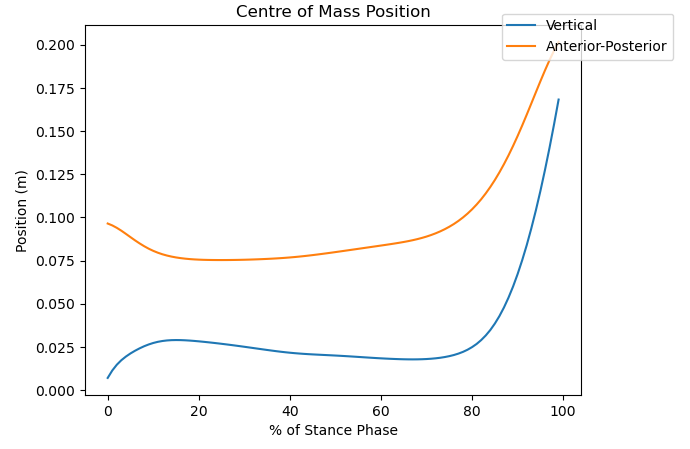 Centre of Mass Position
Vertical
Anterior-Posterior
0.200
0.175
0.150
0.125
0.100
0.075
0.050
0.025
0.000
Position (m)
0 20 40 60 80 100
% of Stance Phase